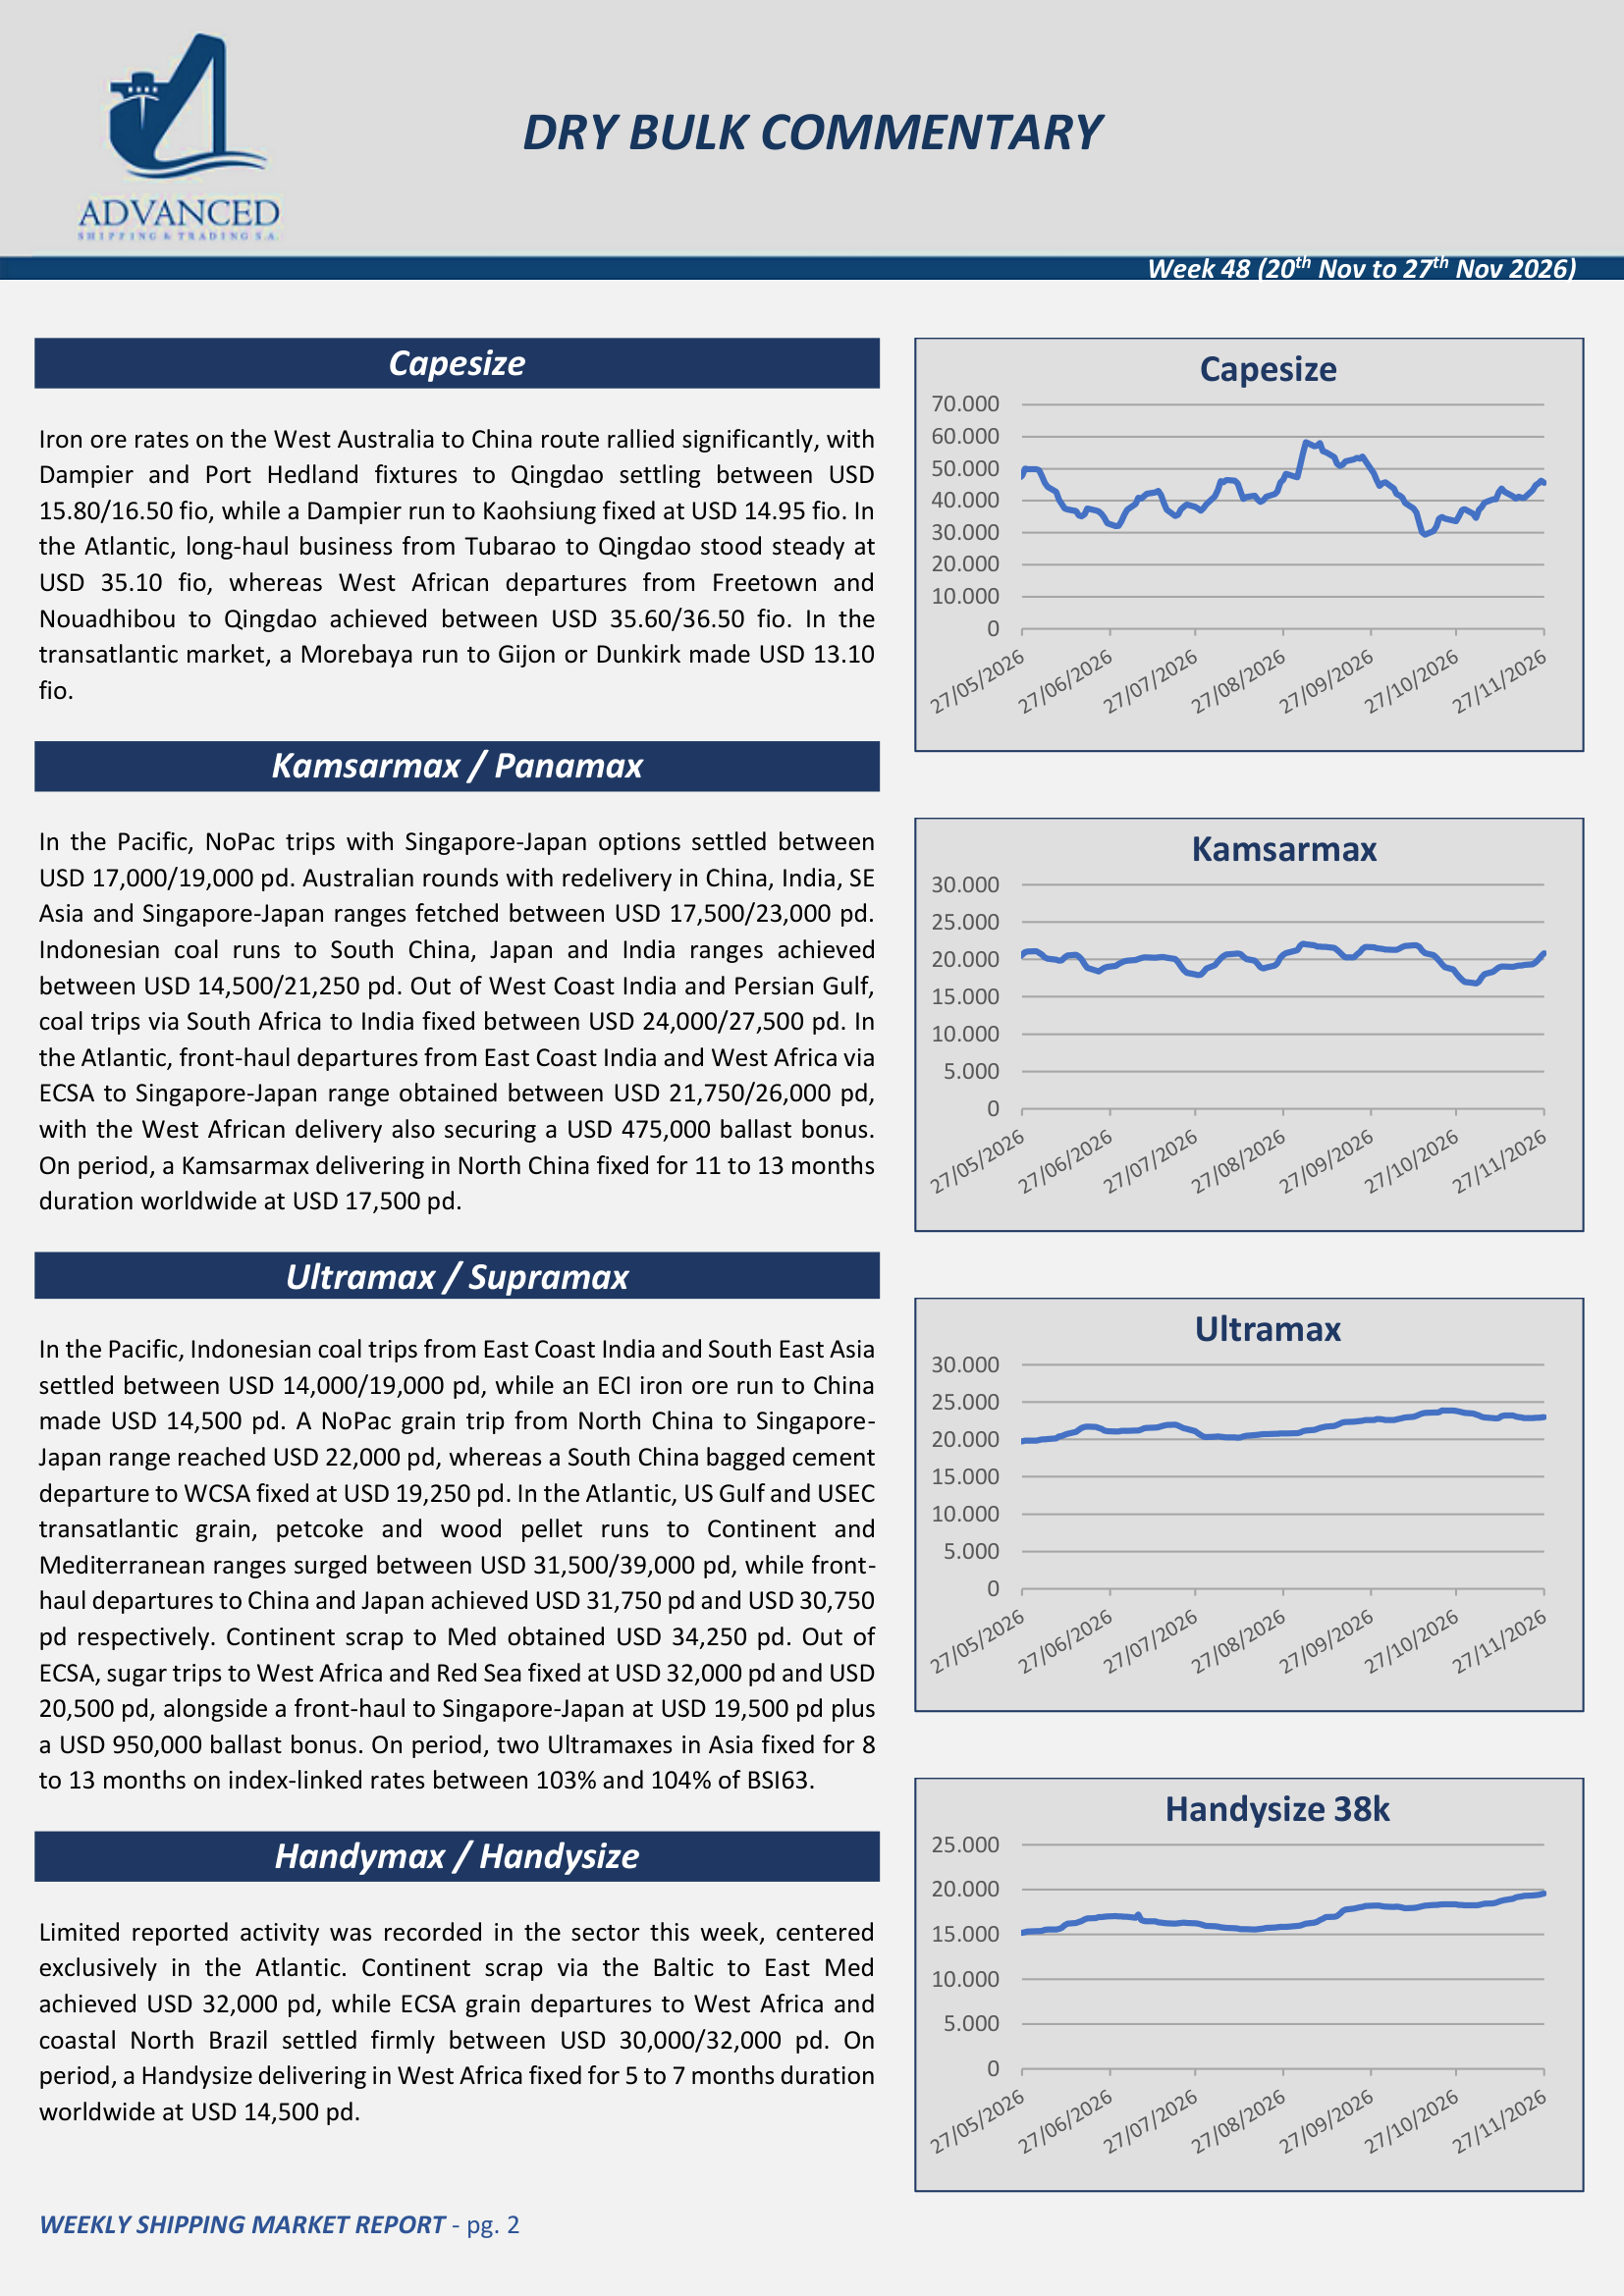 DRY BULK COMMENTARY
ADVANCED
SHIPPING & TRADING S.A.
Week 48 (20th Nov to 27th Nov 2026)
Capesize
Iron ore rates on the West Australia to China route rallied significantly, with
Dampier and Port Hedland fixtures to Qingdao settling between USD
15.80/16.50 fio, while a Dampier run to Kaohsiung fixed at USD 14.95 fio. In
the Atlantic, long-haul business from Tubarao to Qingdao stood steady at
USD 35.10 fio, whereas West African departures from Freetown and
Nouadhibou to Qingdao achieved between USD 35.60/36.50 fio. In the
transatlantic market, a Morebaya run to Gijon or Dunkirk made USD 13.10
fio.
Kamsarmax / Panamax
In the Pacific, NoPac trips with Singapore-Japan options settled between
USD 17,000/19,000 pd. Australian rounds with redelivery in China, India, SE
Asia and Singapore-Japan ranges fetched between USD 17,500/23,000 pd.
Indonesian coal runs to South China, Japan and India ranges achieved
between USD 14,500/21,250 pd. Out of West Coast India and Persian Gulf,
coal trips via South Africa to India fixed between USD 24,000/27,500 pd. In
the Atlantic, front-haul departures from East Coast India and West Africa via
ECSA to Singapore-Japan range obtained between USD 21,750/26,000 pd,
with the West African delivery also securing a USD 475,000 ballast bonus.
On period, a Kamsarmax delivering in North China fixed for 11 to 13 months
duration worldwide at USD 17,500 pd.
Ultramax / Supramax
In the Pacific, Indonesian coal trips from East Coast India and South East Asia
settled between USD 14,000/19,000 pd, while an ECI iron ore run to China
made USD 14,500 pd. A NoPac grain trip from North China to Singapore-
Japan range reached USD 22,000 pd, whereas a South China bagged cement
departure to WCSA fixed at USD 19,250 pd. In the Atlantic, US Gulf and USEC
transatlantic grain, petcoke and wood pellet runs to Continent and
Mediterranean ranges surged between USD 31,500/39,000 pd, while front-
haul departures to China and Japan achieved USD 31,750 pd and USD 30,750
pd respectively. Continent scrap to Med obtained USD 34,250 pd. Out of
ECSA, sugar trips to West Africa and Red Sea fixed at USD 32,000 pd and USD
20,500 pd, alongside a front-haul to Singapore-Japan at USD 19,500 pd plus
a USD 950,000 ballast bonus. On period, two Ultramaxes in Asia fixed for 8
to 13 months on index-linked rates between 103% and 104% of BSI63.
Handymax / Handysize
Limited reported activity was recorded in the sector this week, centered
exclusively in the Atlantic. Continent scrap via the Baltic to East Med
achieved USD 32,000 pd, while ECSA grain departures to West Africa and
coastal North Brazil settled firmly between USD 30,000/32,000 pd. On
period, a Handysize delivering in West Africa fixed for 5 to 7 months duration
worldwide at USD 14,500 pd.
Capesize
70.000
60.000
50.000
40.000
30.000
20.000
10.000
0
27/05/2026
27/06/2026
27/07/2026
27/08/2026
27/09/2026
27/10/2026
27/11/2026
Kamsarmax
30.000
25.000
20.000
15.000
10.000
5.000
0
27/05/2026
27/06/2026
27/07/2026
27/08/2026
27/09/2026
27/10/2026
27/11/2026
Ultramax
30.000
25.000
20.000
15.000
10.000
5.000
0
27/05/2026
27/06/2026
27/07/2026
27/08/2026
27/09/2026
27/10/2026
27/11/2026
Handysize 38k
25.000
20.000
15.000
10.000
5.000
0
27/05/2026
27/06/2026
27/07/2026
27/08/2026
27/09/2026
27/10/2026
27/11/2026
WEEKLY SHIPPING MARKET REPORT - pg. 2